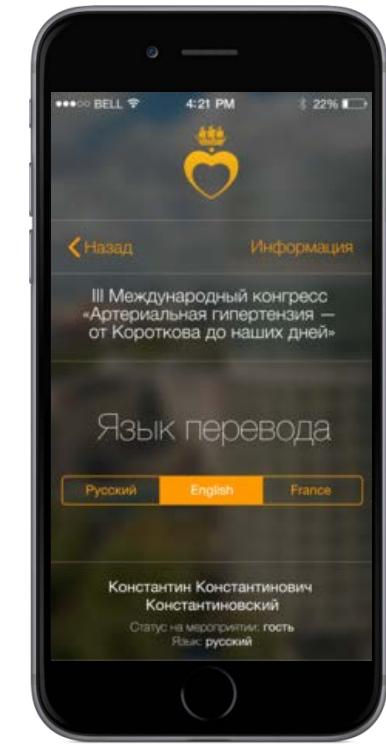 BELL 4:21 PM 22%
Назад Информация
III Международный конгресс
«Артериальная гипертензия —
от Короткова до наших дней»
Язык перевода
Русский English France
Константин Константинович
Константиновский
Статус на мероприятии: гость
Язык: русский